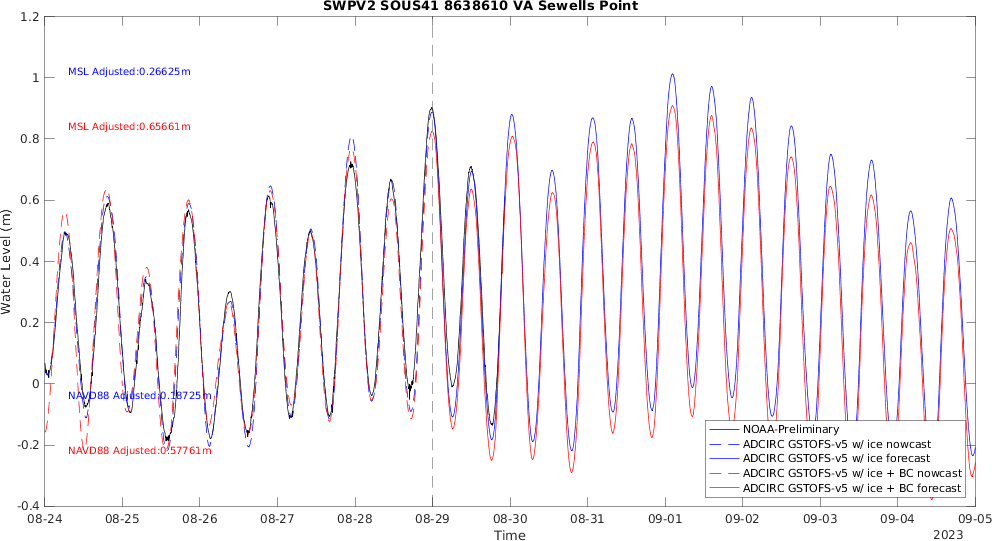 SWPV2 SOUS41 8638610 VA Sewells Point
1.2
1
0.8
0.6
0.4
0.2
0
-0.2
-0.4
Water Level (m)
MSL Adjusted:0.26625m
MSL Adjusted:0.65661m
NAVD88 Adjusted:0.18725m
NAVD88 Adjusted:0.57761m
NOAA-Preliminary
ADCIRC GSTOFS-v5 w/ ice nowcast
ADCIRC GSTOFS-v5 w/ ice forecast
ADCIRC GSTOFS-v5 w/ ice + BC nowcast
ADCIRC GSTOFS-v5 w/ ice + BC forecast
08-24 08-25 08-26 08-27 08-28 08-29 08-30 08-31 09-01 09-02 09-03 09-04 09-05
Time
2023